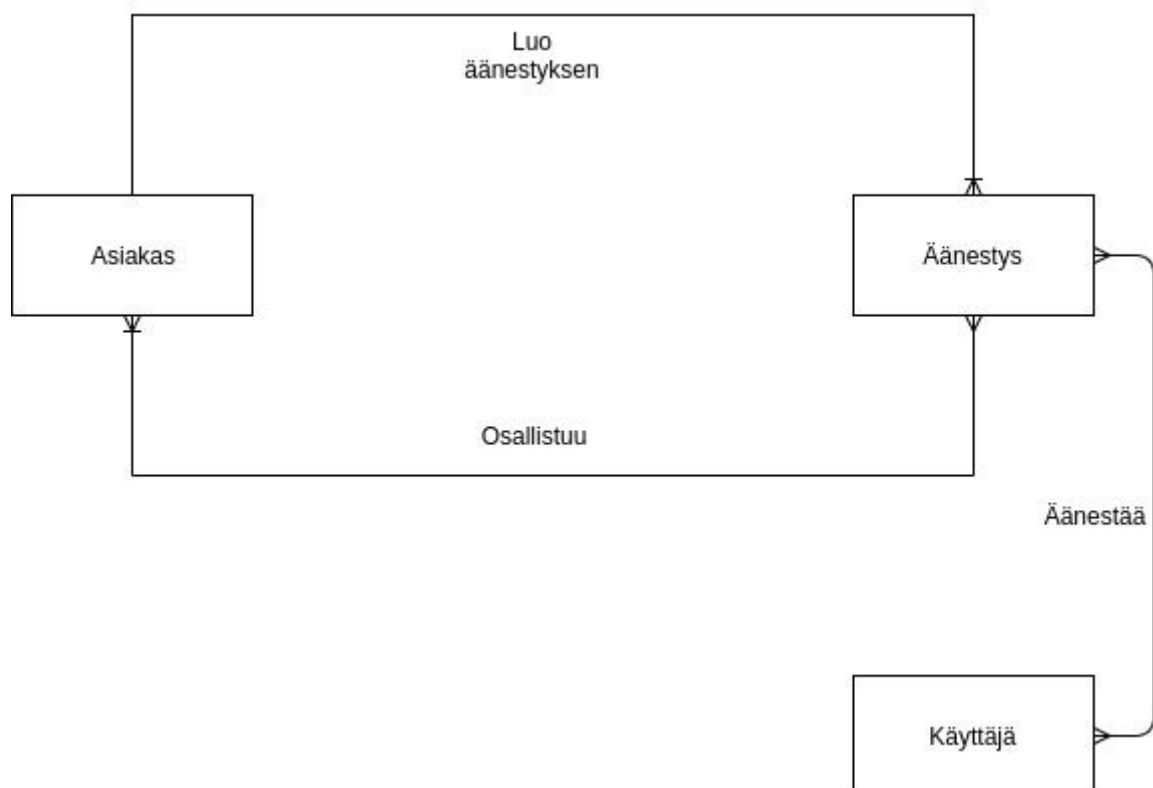 Luo
äänestyksen
Asiakas
Äänestys
Osallistuu
Äänestää
Käyttäjä